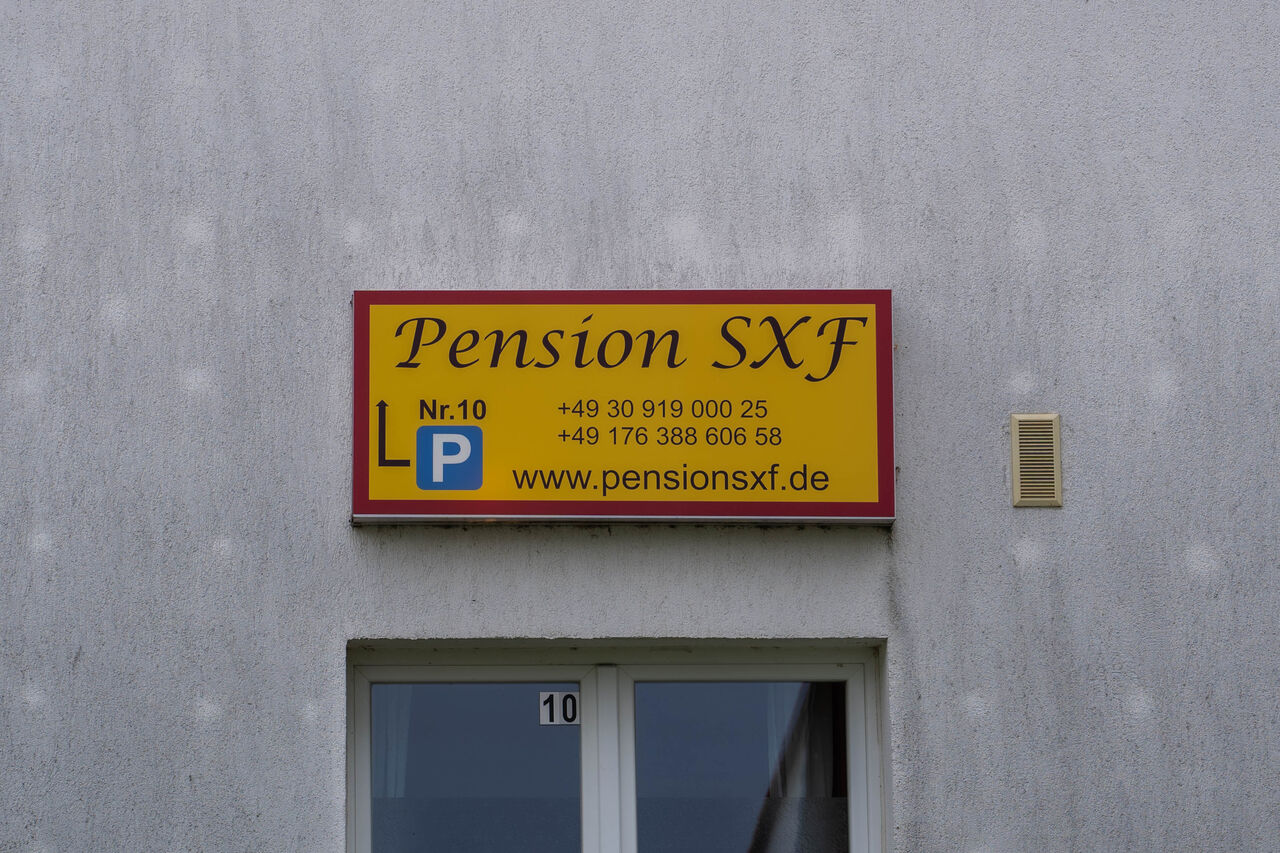 Pension SXF
Nr.10
P
+49 30 919 000 25
+49 176 388 606 58
www.pensionsxf.de
10